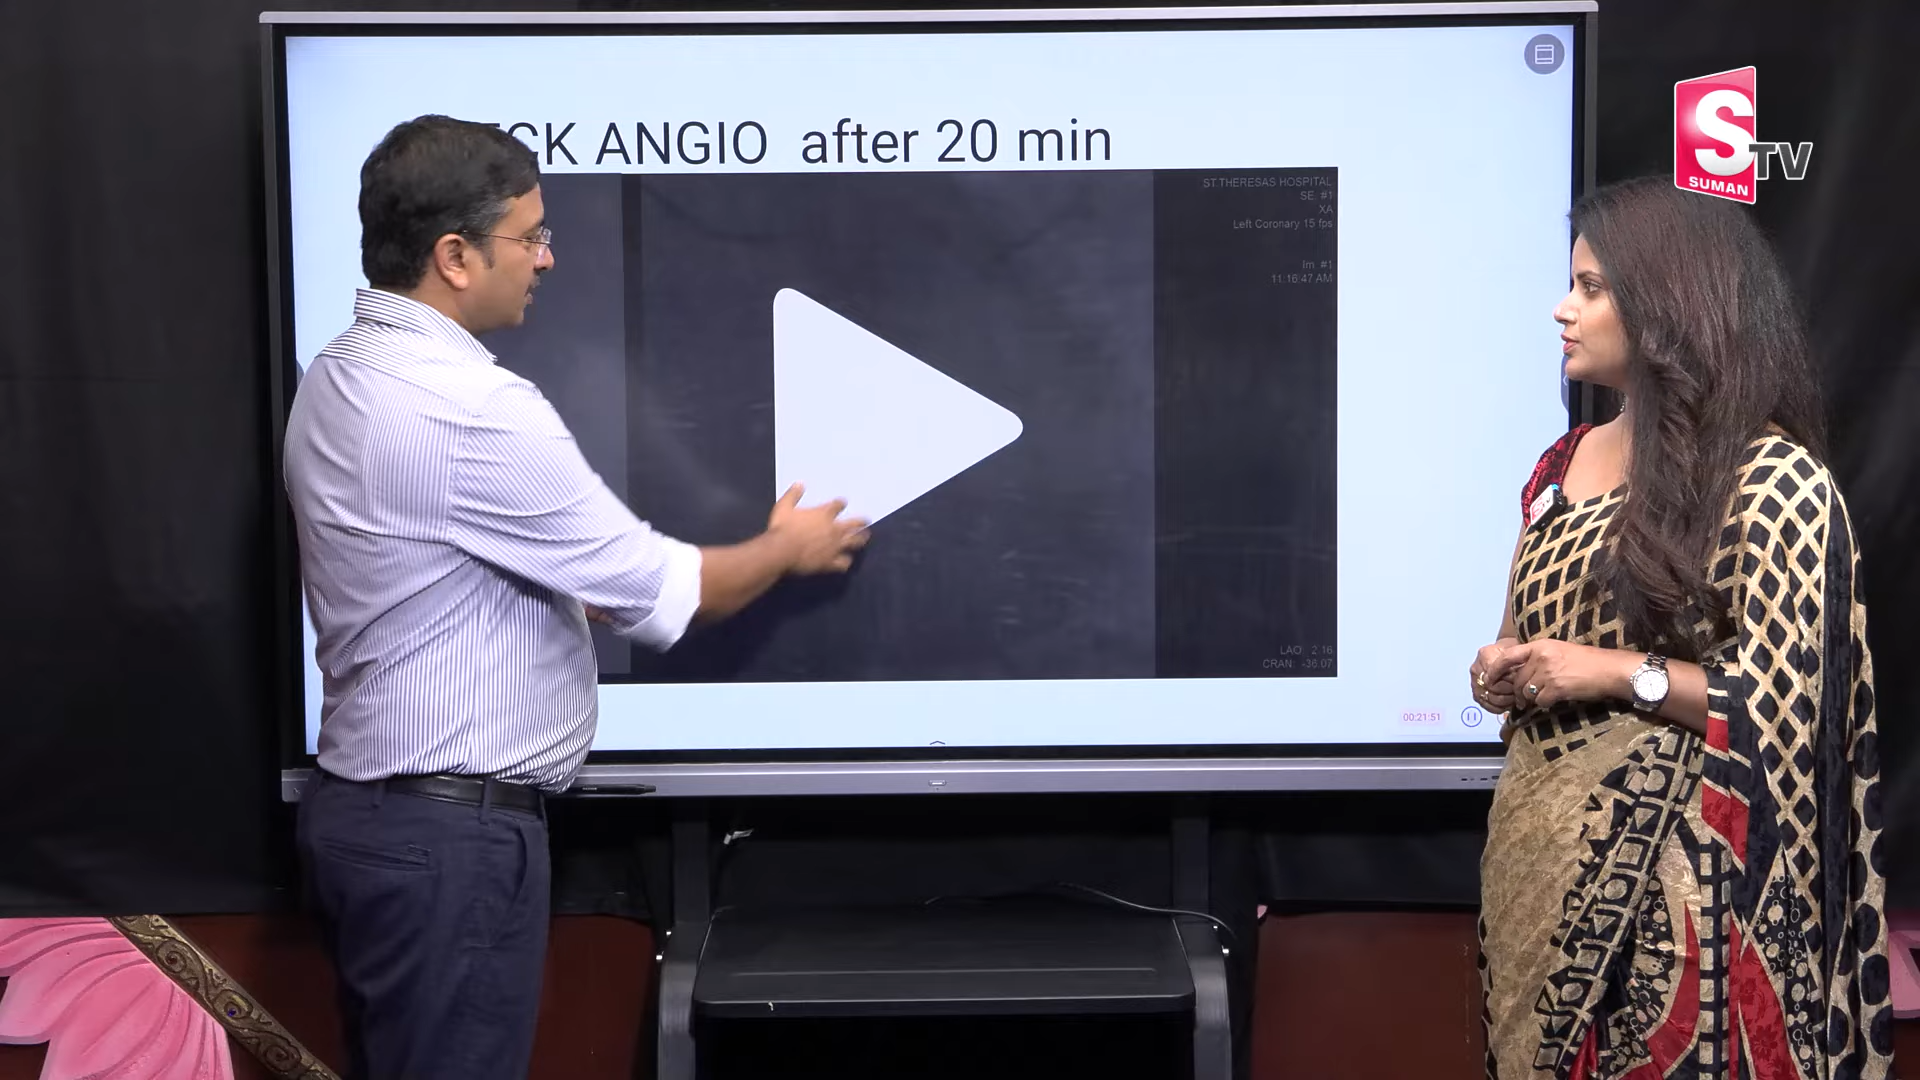 ECK ANGIO after 20 min
ST.THERESAS HOSPITAL
SE: #1
XA
Left Coronary 15 fps
Im: #1
11:16:47 AM
LAO: 2.16
CRAN: -36.07
00:21:51
S TV
SUMAN